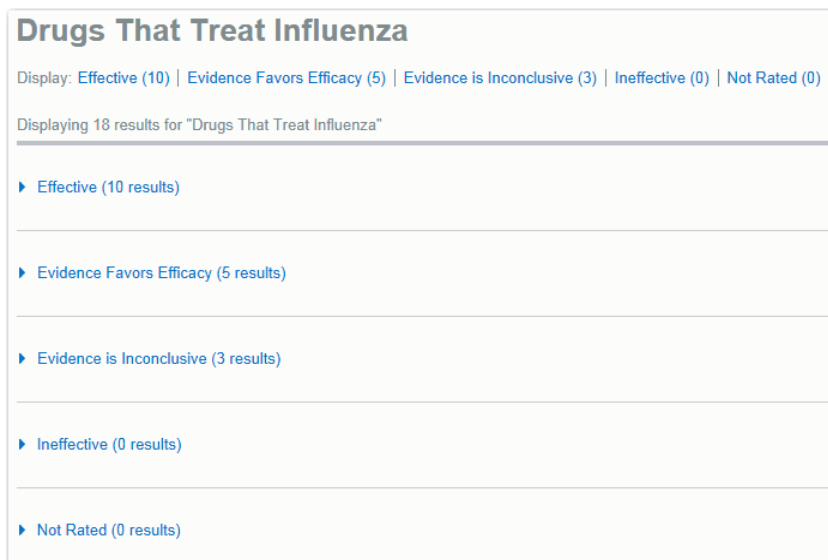 Drugs That Treat Influenza
Display: Effective (10) | Evidence Favors Efficacy (5) | Evidence is Inconclusive (3) | Ineffective (0) | Not Rated (0)
Displaying 18 results for "Drugs That Treat Influenza"
Effective (10 results)
Evidence Favors Efficacy (5 results)
Evidence is Inconclusive (3 results)
Ineffective (0 results)
Not Rated (0 results)